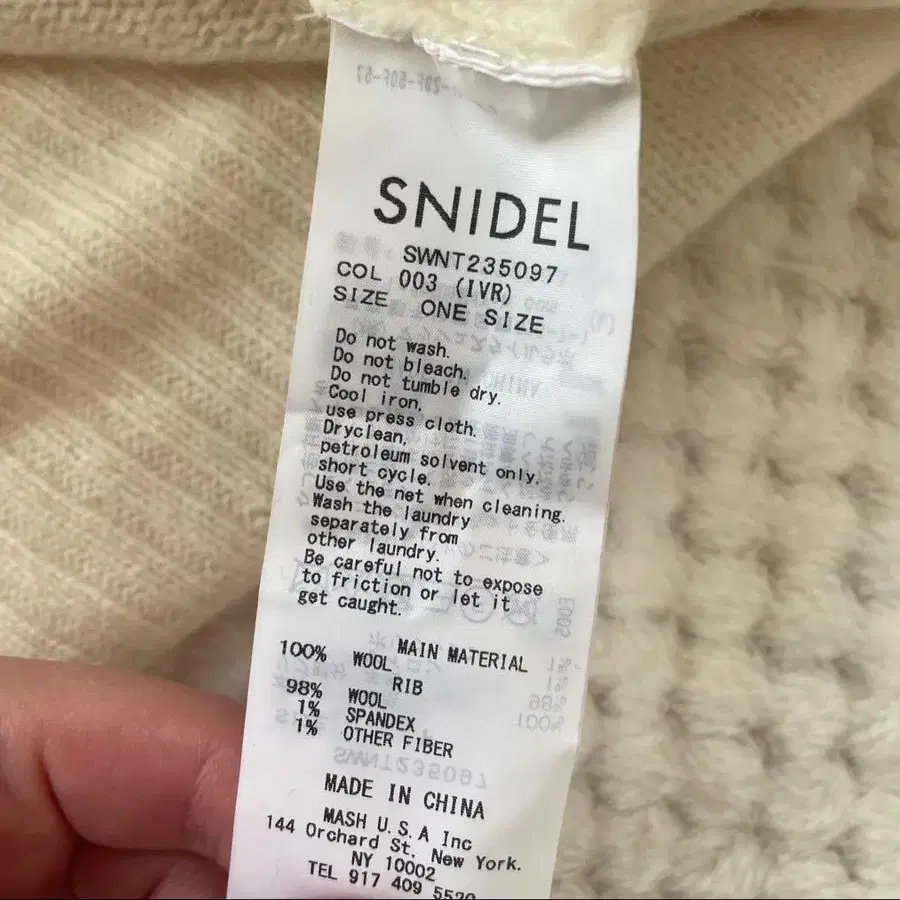 SNIDEL
SWNT235097
COL 003 (IVR)
SIZE ONE SIZE
Do not wash.
Do not bleach.
Do not tumble dry.
Cool iron,
use press cloth.
Dryclean,
petroleum solvent only,
short cycle.
Use the net when cleaning.
Wash the laundry
separately from
other laundry.
Be careful not to expose
to friction or let it
get caught.
MAIN MATERIAL
100% WOOL
RIB
98% WOOL
1% SPANDEX
1% OTHER FIBER
MADE IN CHINA
MASH U.S.A Inc
144 Orchard St. New York.
NY 10002
TEL 917 409 5520